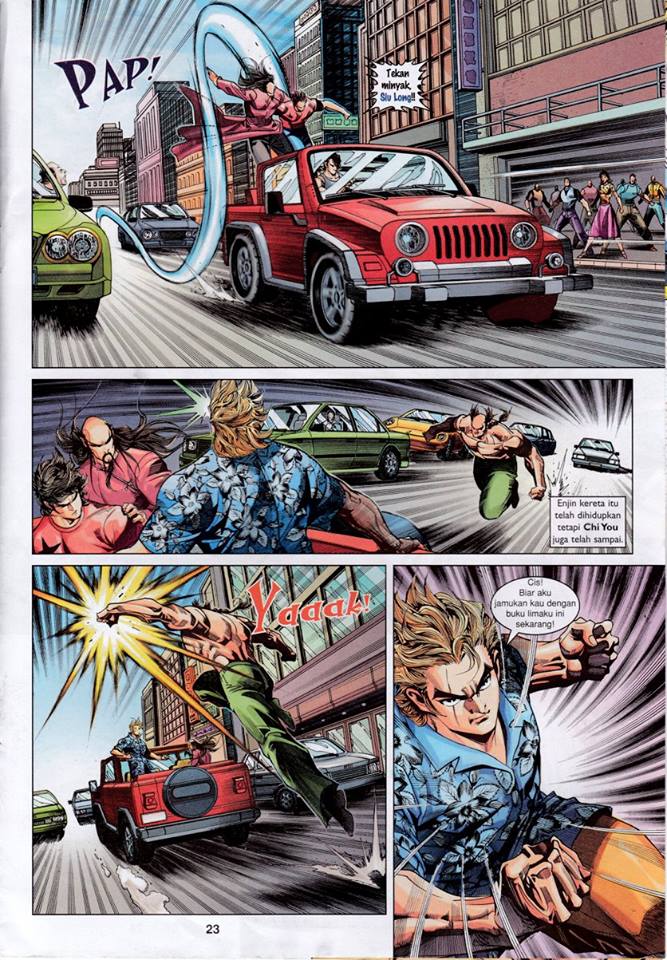 PAP!
Tekan
minyak,
Siu Long!!
Enjin kereta itu
telah dihidupkan
tetapi Chi You
juga telah sampai.
Yaaak!
Cis!
Biar aku
jamukan kau dengan
buku limaku ini
sekarang!
23